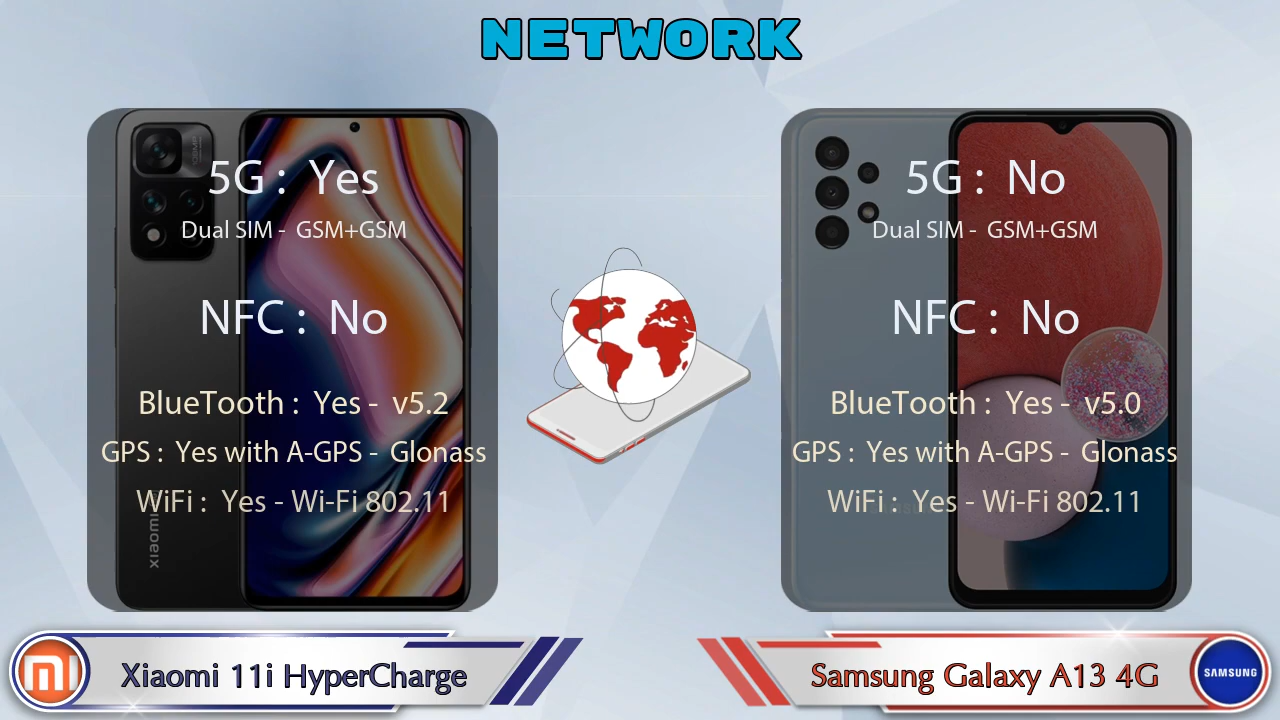 NETWORK
5G : Yes
Dual SIM - GSM+GSM
NFC : No
BlueTooth : Yes - v5.2
GPS : Yes with A-GPS - Glonass
WiFi : Yes - Wi-Fi 802.11
xiaomi
5G : No
Dual SIM - GSM+GSM
NFC : No
BlueTooth : Yes - v5.0
GPS : Yes with A-GPS - Glonass
WiFi : Yes - Wi-Fi 802.11
Xiaomi 11i HyperCharge
Samsung Galaxy A13 4G
SAMSUNG